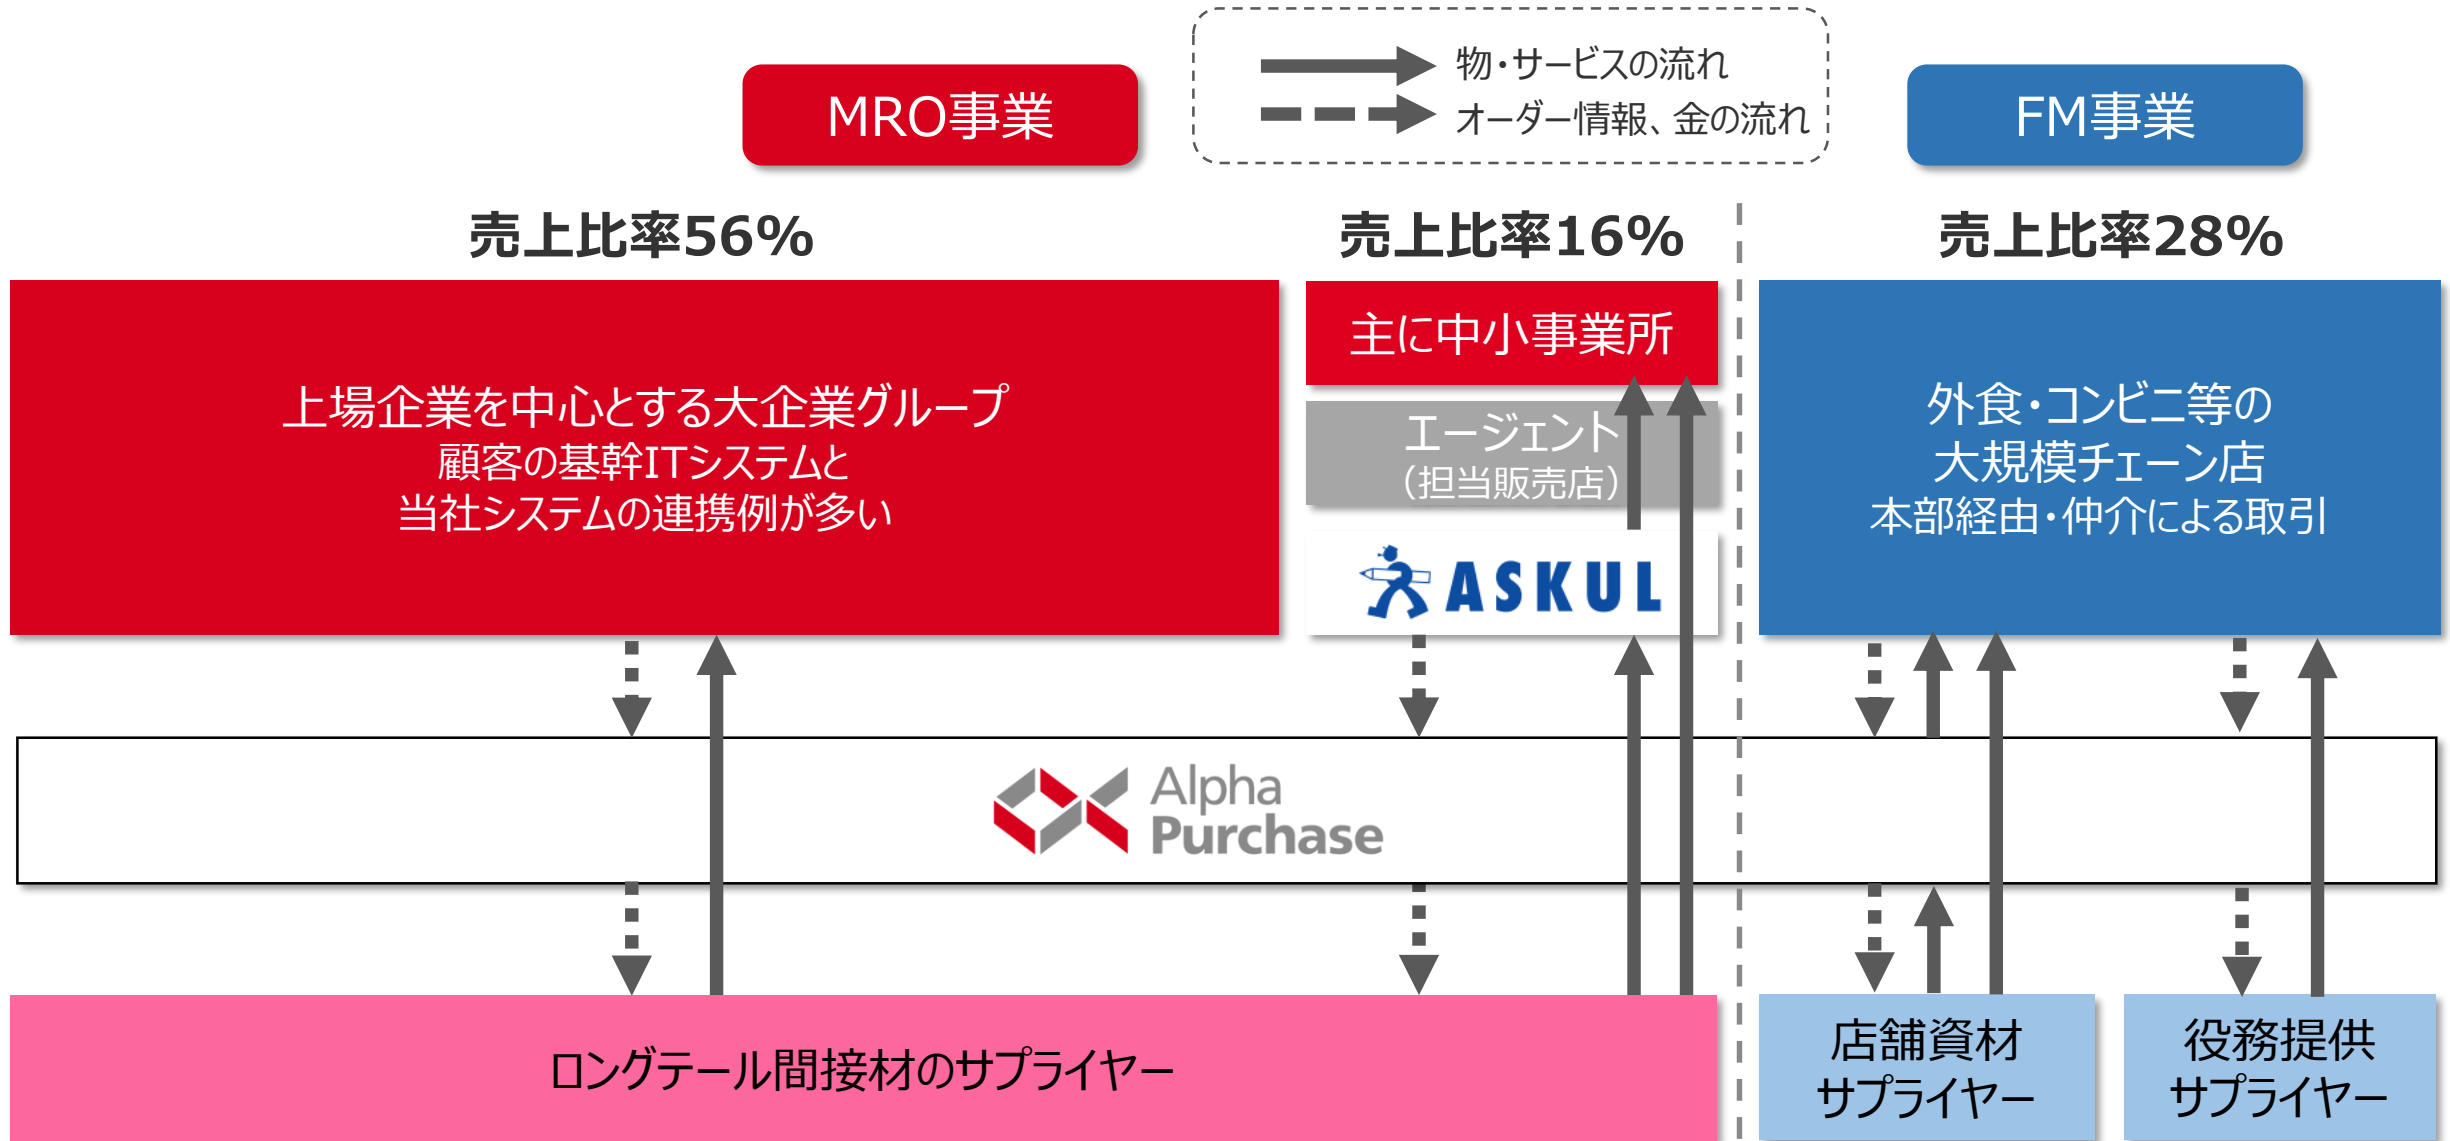 物・サービスの流れ
オーダー情報、金の流れ
MRO事業
FM事業
売上比率56%
売上比率16%
売上比率28%
上場企業を中心とする大企業グループ
顧客の基幹ITシステムと
当社システムの連携例が多い
主に中小事業所
エージェント
（担当販売店）
ASKUL
外食・コンビニ等の
大規模チェーン店
本部経由・仲介による取引
Alpha
Purchase
ロングテール間接材のサプライヤー
店舗資材
サプライヤー
役務提供
サプライヤー